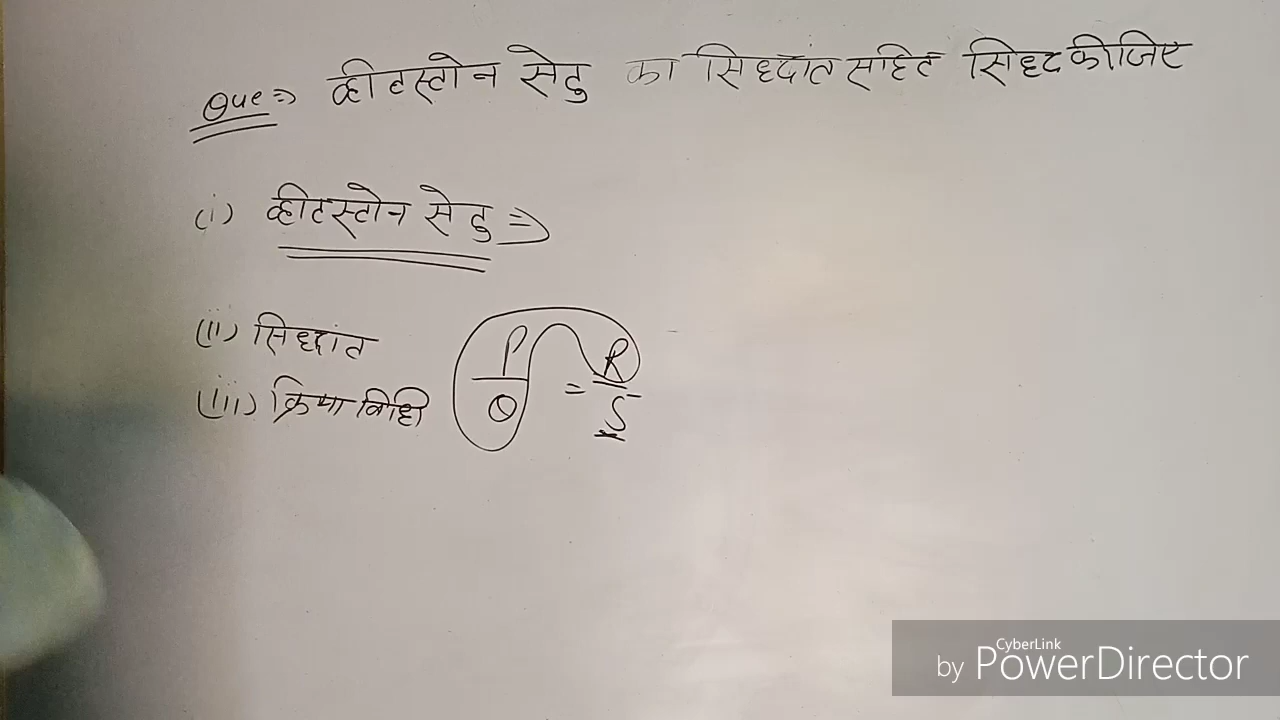 Que ⇒ व्हीटस्टोन सेतु का सिध्दांत सहित सिध्द कीजिए
(i) व्हीटस्टोन सेतु ⇒
(ii) सिध्दांत
(iii) क्रिया विधि
P/Q = R/S
CyberLink
by PowerDirector